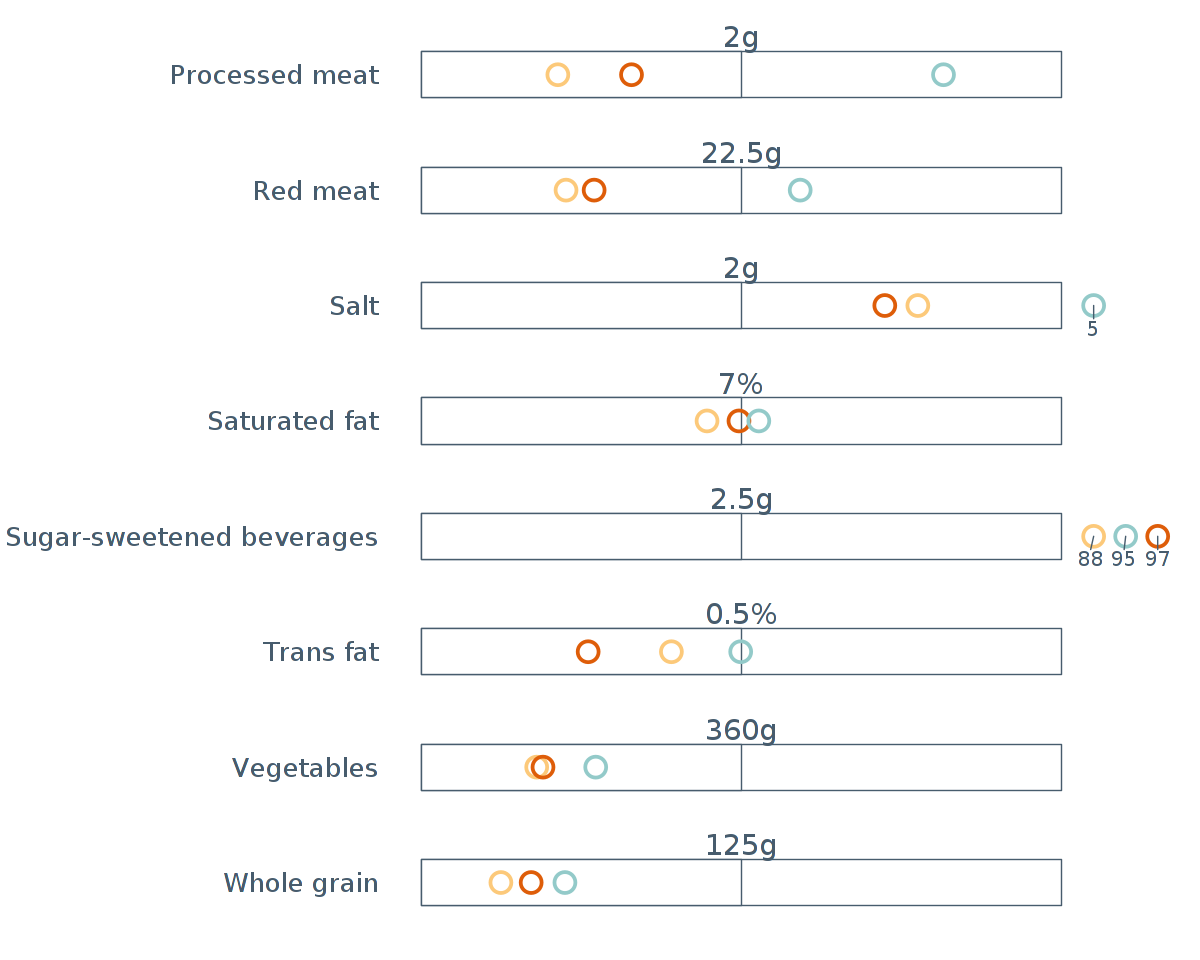 2g
Processed meat
22.5g
Red meat
2g
Salt
5
7%
Saturated fat
2.5g
Sugar-sweetened beverages
88 95 97
0.5%
Trans fat
360g
Vegetables
125g
Whole grain